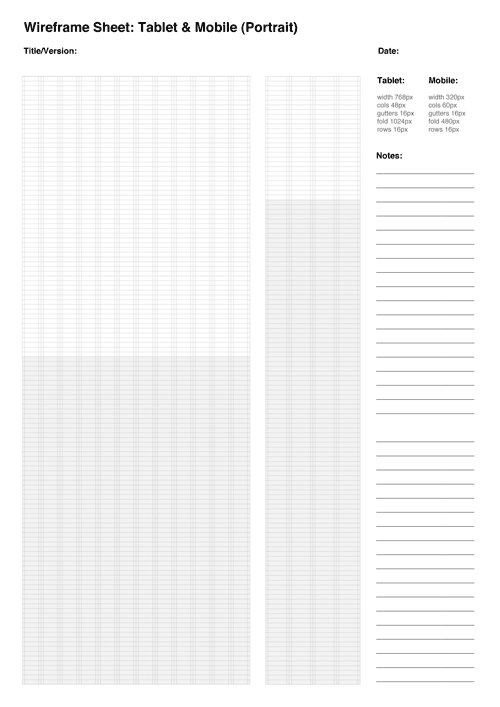 Wireframe Sheet: Tablet & Mobile (Portrait)
Title/Version:
Date:
Tablet:
width 768px
cols 48px
gutters 16px
fold 1024px
rows 16px
Mobile:
width 320px
cols 60px
gutters 16px
fold 480px
rows 16px
Notes: